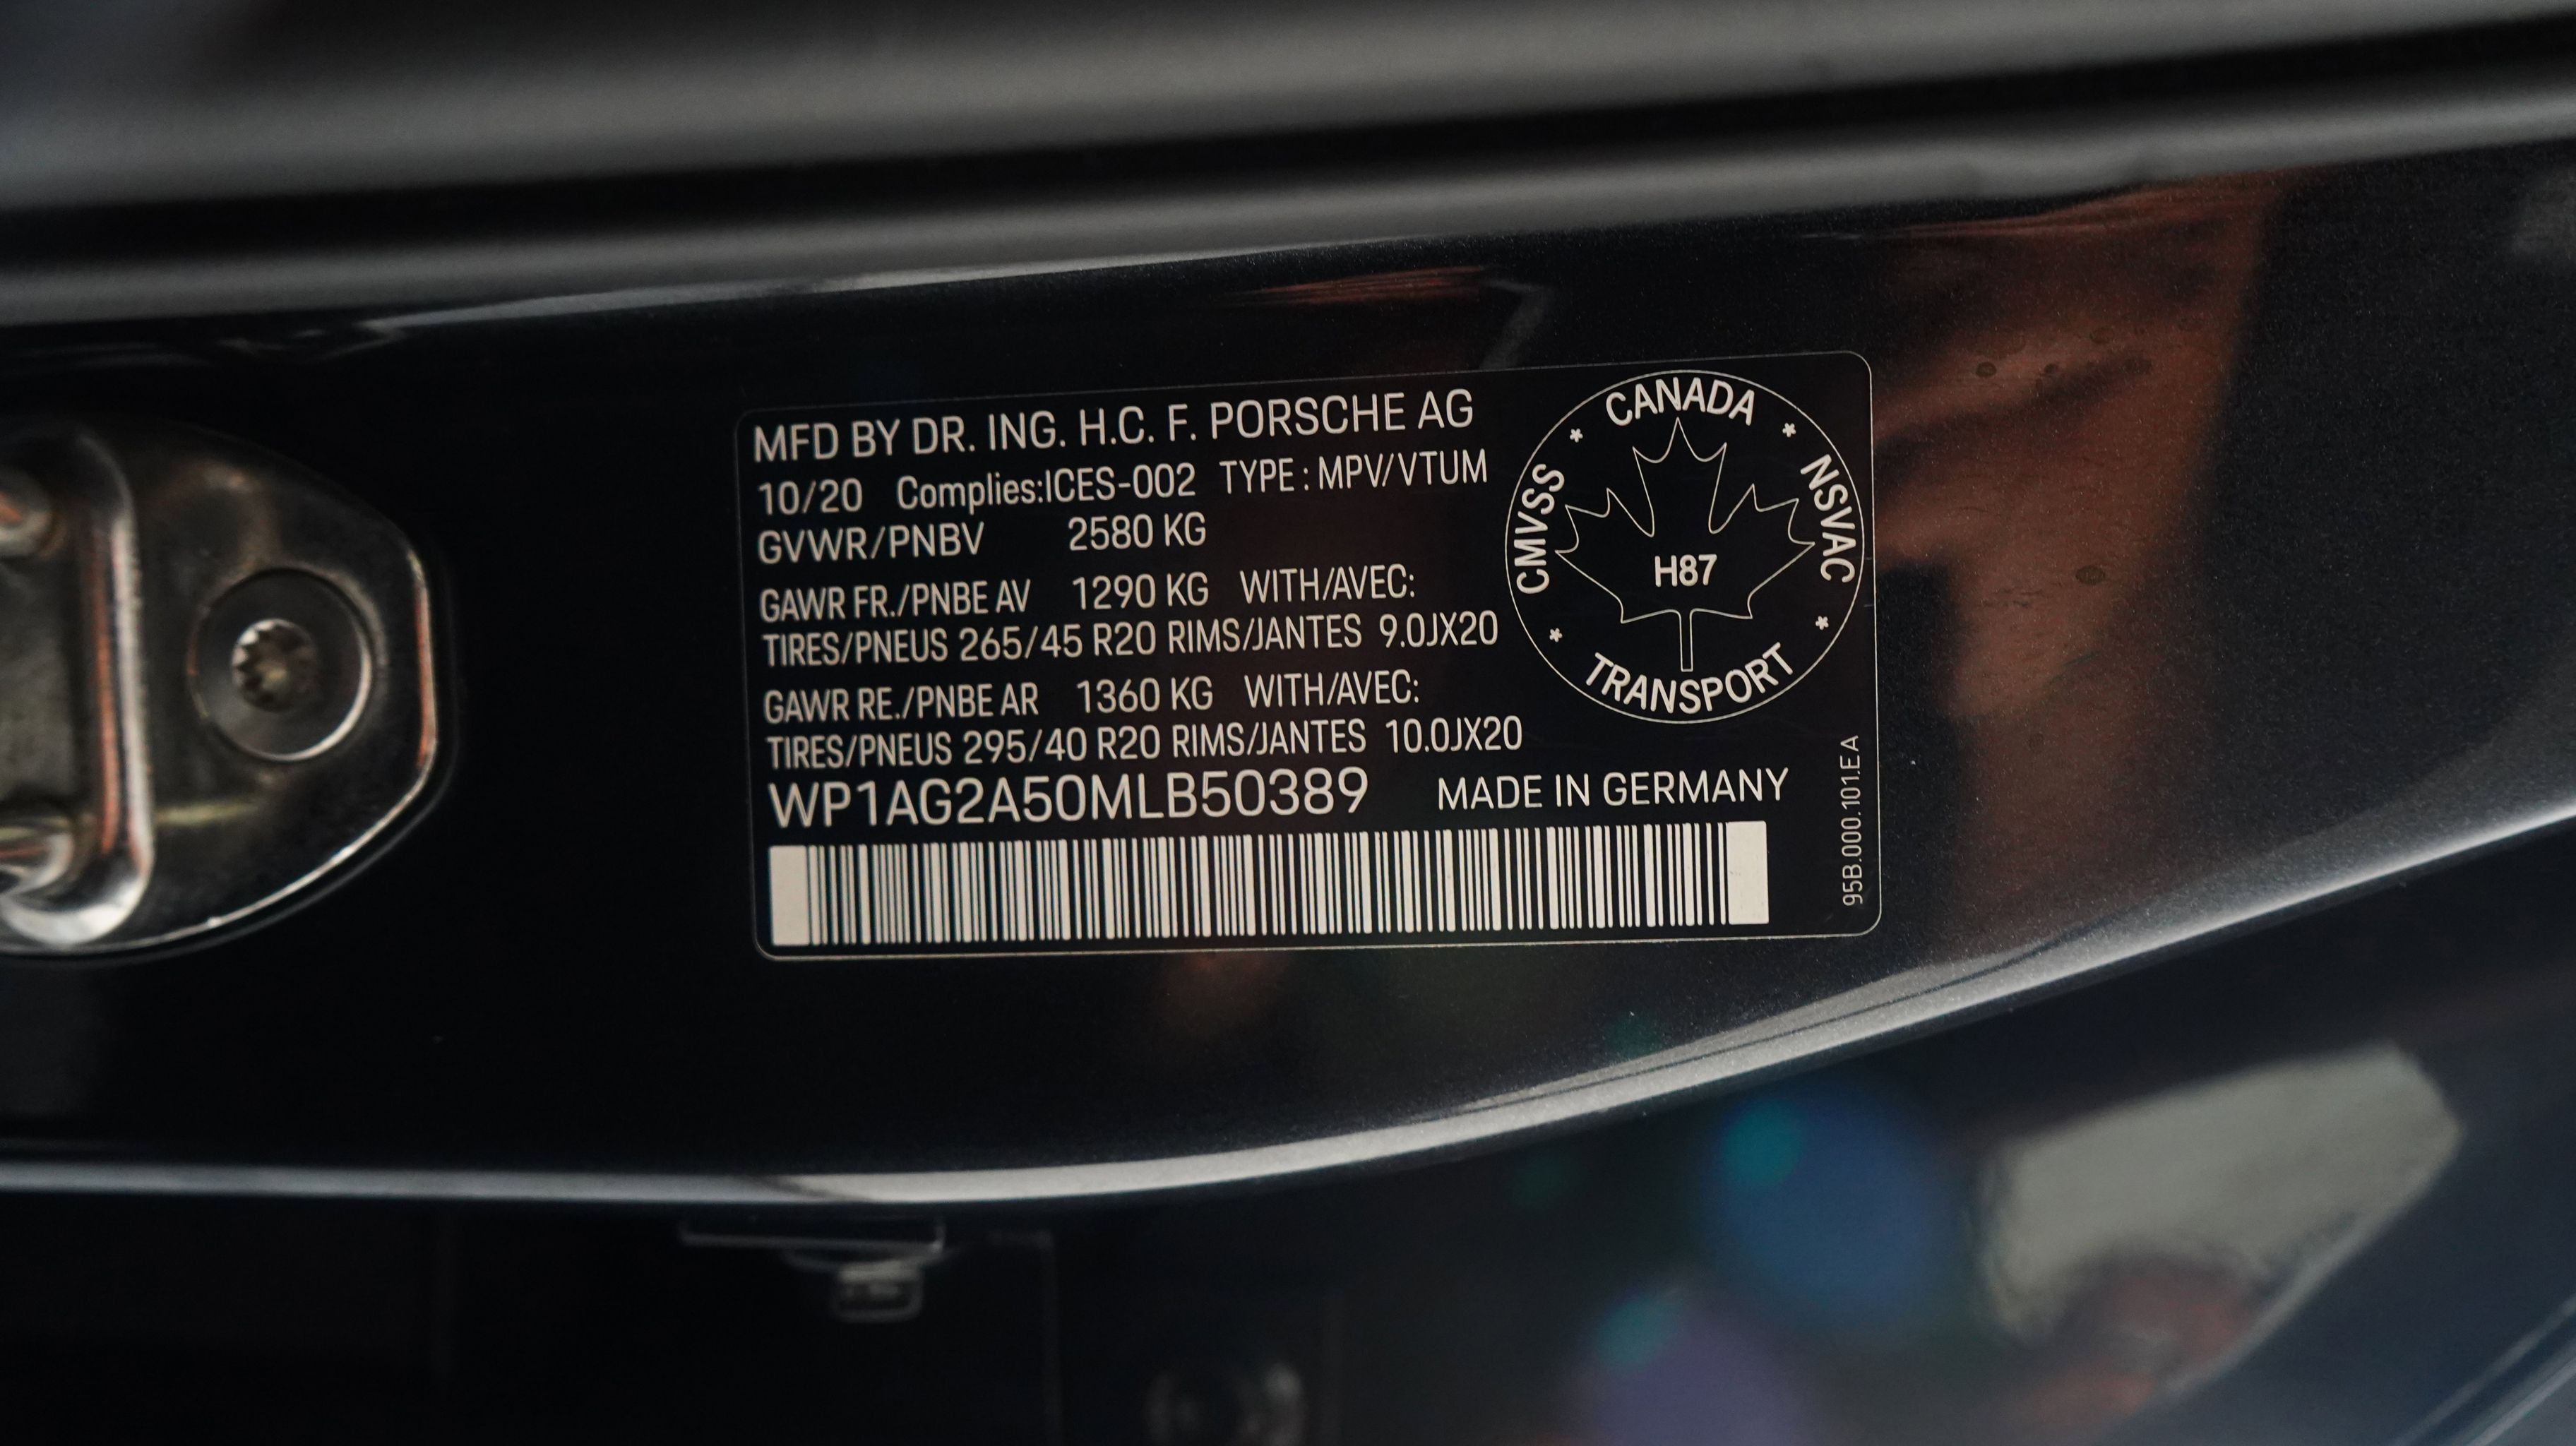 MFD BY DR. ING. H.C. F. PORSCHE AG
10/20 Complies:ICES-002 TYPE : MPV/VTUM
GVWR/PNBV 2580 KG
GAWR FR./PNBE AV 1290 KG WITH/AVEC:
TIRES/PNEUS 265/45 R20 RIMS/JANTES 9.0JX20
GAWR RE./PNBE AR 1360 KG WITH/AVEC:
TIRES/PNEUS 295/40 R20 RIMS/JANTES 10.0JX20
WP1AG2A50MLB50389 MADE IN GERMANY
CANADA
CMVSS
NSVAC
H87
TRANSPORT
95B.000.101.E A